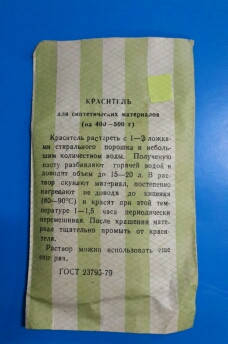 КРАСИТЕЛЬ
для синтетических материалов
(на 400—500 г)
Краситель растереть с 1—2 ложка-
ми стирального порошка и неболь-
шим количеством воды. Полученную
пасту разбавляют горячей водой и
доводят объем до 15—20 л. В рас-
твор опускают материал, постепенно
нагревают не доводя до кипения
(80—90°С) и красят при этой тем-
пературе 1—1,5 часа периодически
перемешивая. После крашения мате-
риал тщательно промыть от краси-
теля.
Раствор можно использовать еще
один раз.
ГОСТ 23793-79